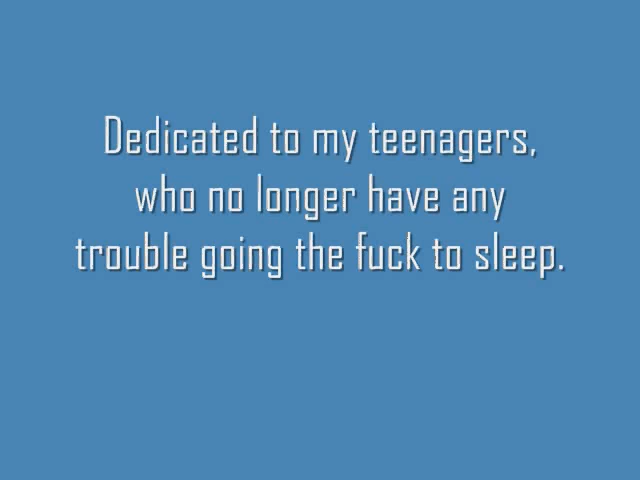 Dedicated to my teenagers,
who no longer have any
trouble going the fuck to sleep.